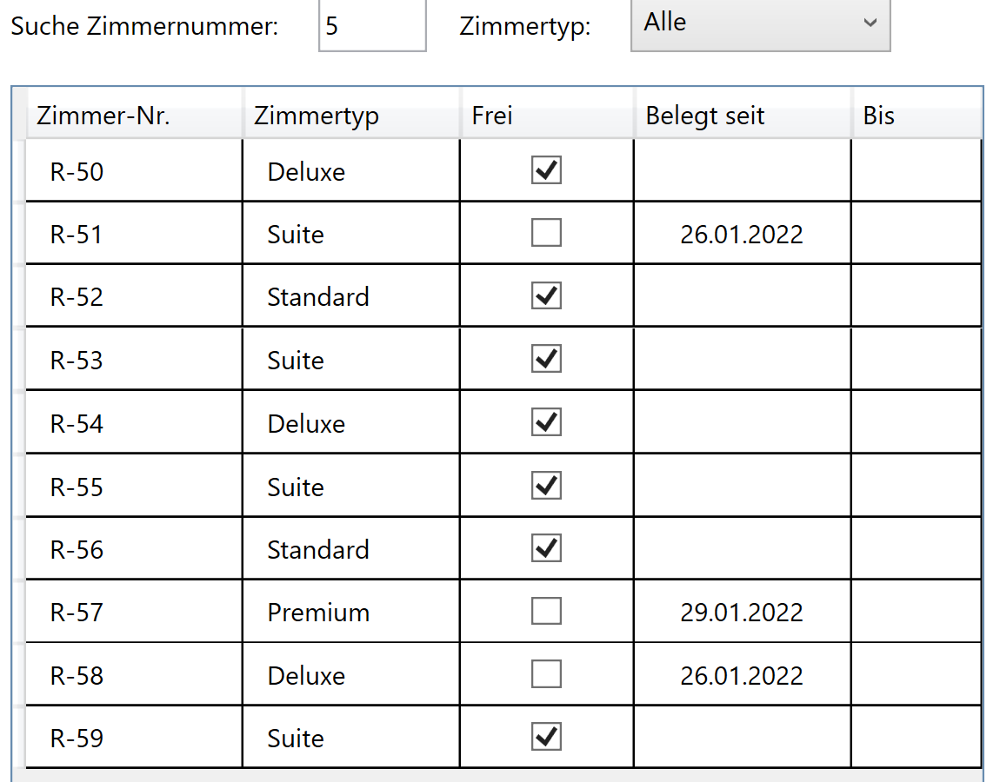 Suche Zimmernummer: 5 Zimmertyp: Alle
Zimmer-Nr. Zimmertyp Frei Belegt seit Bis
R-50 Deluxe
R-51 Suite 26.01.2022
R-52 Standard
R-53 Suite
R-54 Deluxe
R-55 Suite
R-56 Standard
R-57 Premium 29.01.2022
R-58 Deluxe 26.01.2022
R-59 Suite